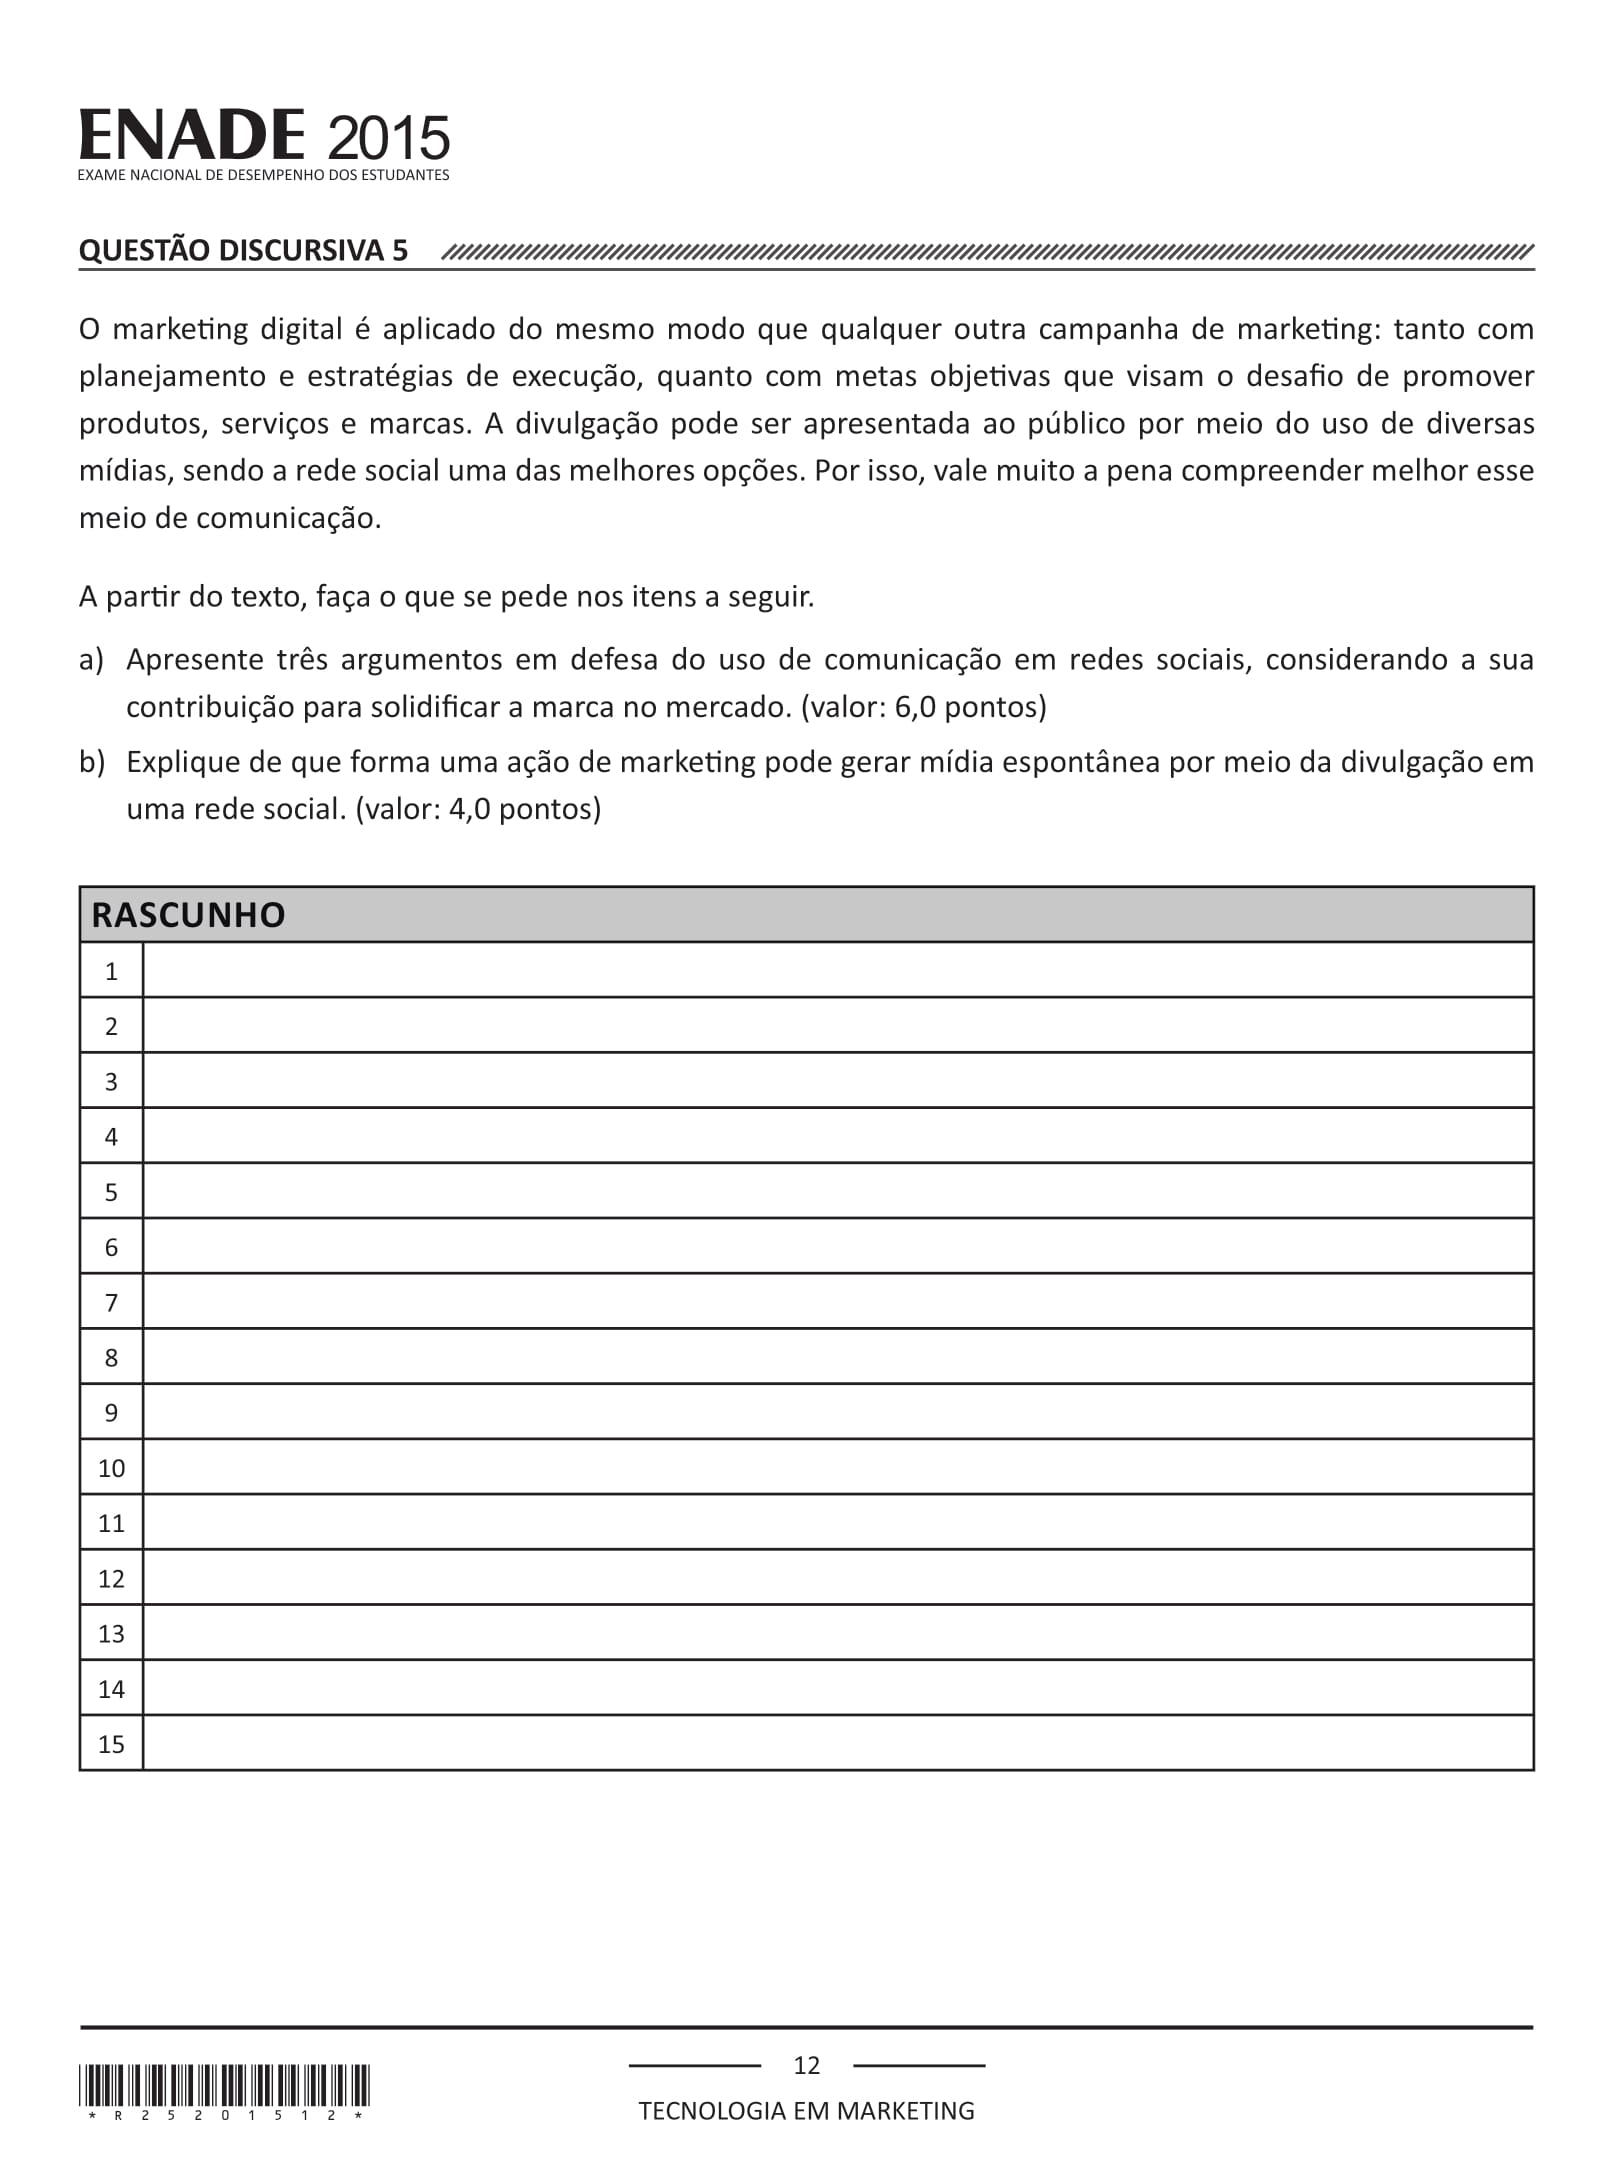 ENADE 2015
EXAME NACIONAL DE DESEMPENHO DOS ESTUDANTES
QUESTÃO DISCURSIVA 5
O marketing digital é aplicado do mesmo modo que qualquer outra campanha de marketing: tanto com
planejamento e estratégias de execução, quanto com metas objetivas que visam o desafio de promover
produtos, serviços e marcas. A divulgação pode ser apresentada ao público por meio do uso de diversas
mídias, sendo a rede social uma das melhores opções. Por isso, vale muito a pena compreender melhor esse
meio de comunicação.
A partir do texto, faça o que se pede nos itens a seguir.
a) Apresente três argumentos em defesa do uso de comunicação em redes sociais, considerando a sua
contribuição para solidificar a marca no mercado. (valor: 6,0 pontos)
b) Explique de que forma uma ação de marketing pode gerar mídia espontânea por meio da divulgação em
uma rede social. (valor: 4,0 pontos)
RASCUNHO
1
2
3
4
5
6
7
8
9
10
11
12
13
14
15
12
*R25201512*
TECNOLOGIA EM MARKETING